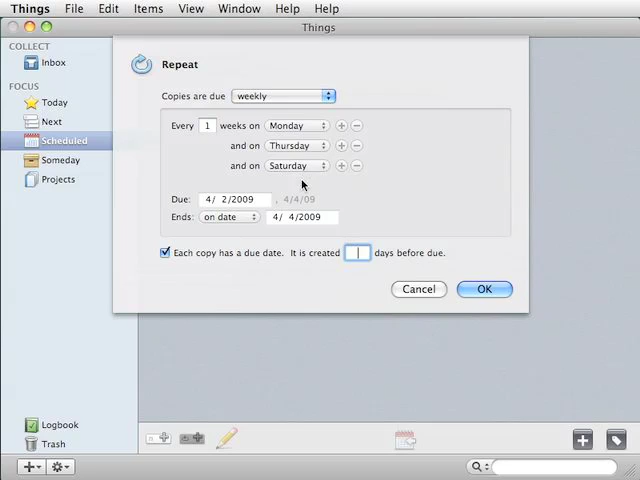 Things File Edit Items View Window Help Help
Things
COLLECT
Inbox
FOCUS
Today
Next
Scheduled
Someday
Projects
Logbook
Trash
Repeat
Copies are due weekly
Every 1 weeks on Monday
and on Thursday
and on Saturday
Due: 4/ 2/2009 , 4/4/09
Ends: on date 4/ 4/2009
Each copy has a due date. It is created days before due.
Cancel OK